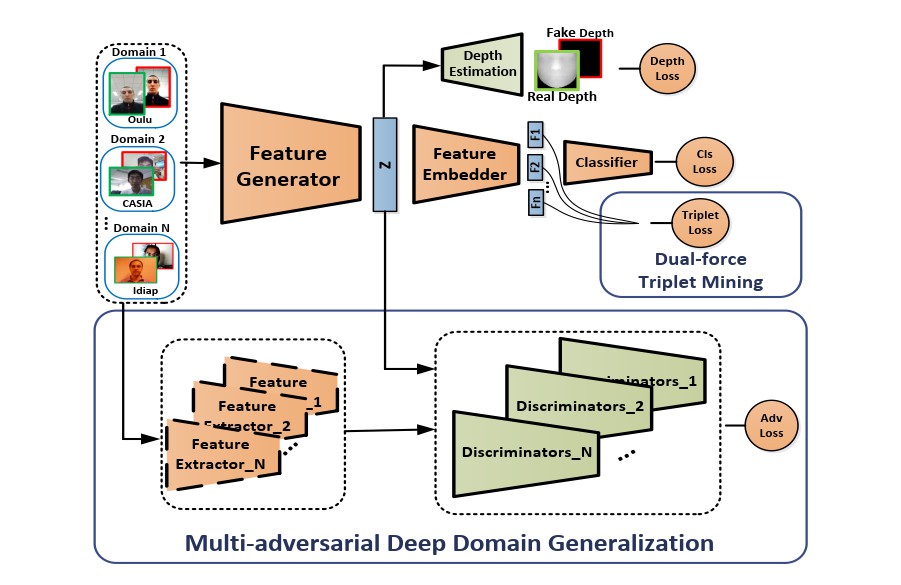 Domain 1
Oulu
Domain 2
CASIA
Domain N
Idiap
Feature
Generator
Z
Depth
Estimation
Fake Depth
Real Depth
Depth
Loss
Feature
Embedder
F1
F2
Fn
Classifier
Cls
Loss
Triplet
Loss
Dual-force
Triplet Mining
Feature
_1
Feature
Extractor_2
Feature
Extractor_N
Discriminators_1
Discriminators_2
Discriminators_N
Adv
Loss
Multi-adversarial Deep Domain Generalization